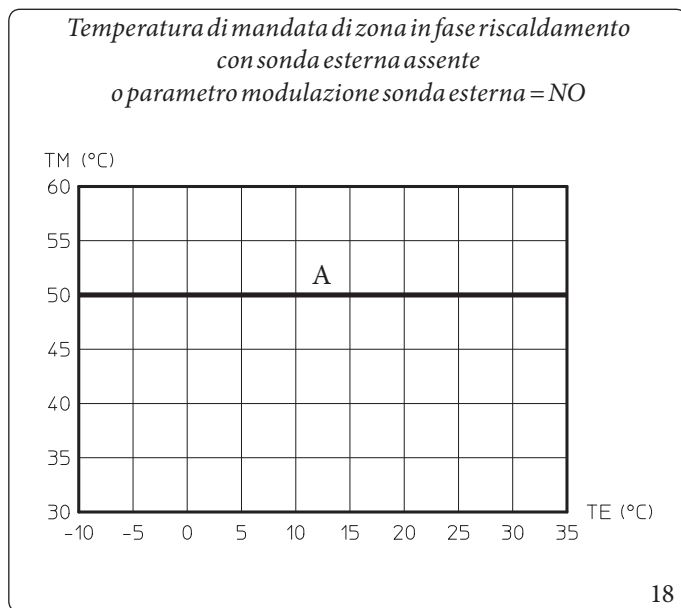 Temperatura di mandata di zona in fase riscaldamento
con sonda esterna assente
o parametro modulazione sonda esterna = NO
TM (°C)
60
55
A
50
45
40
35
30
-10 -5 0 5 10 15 20 25 30 35 TE (°C)
18